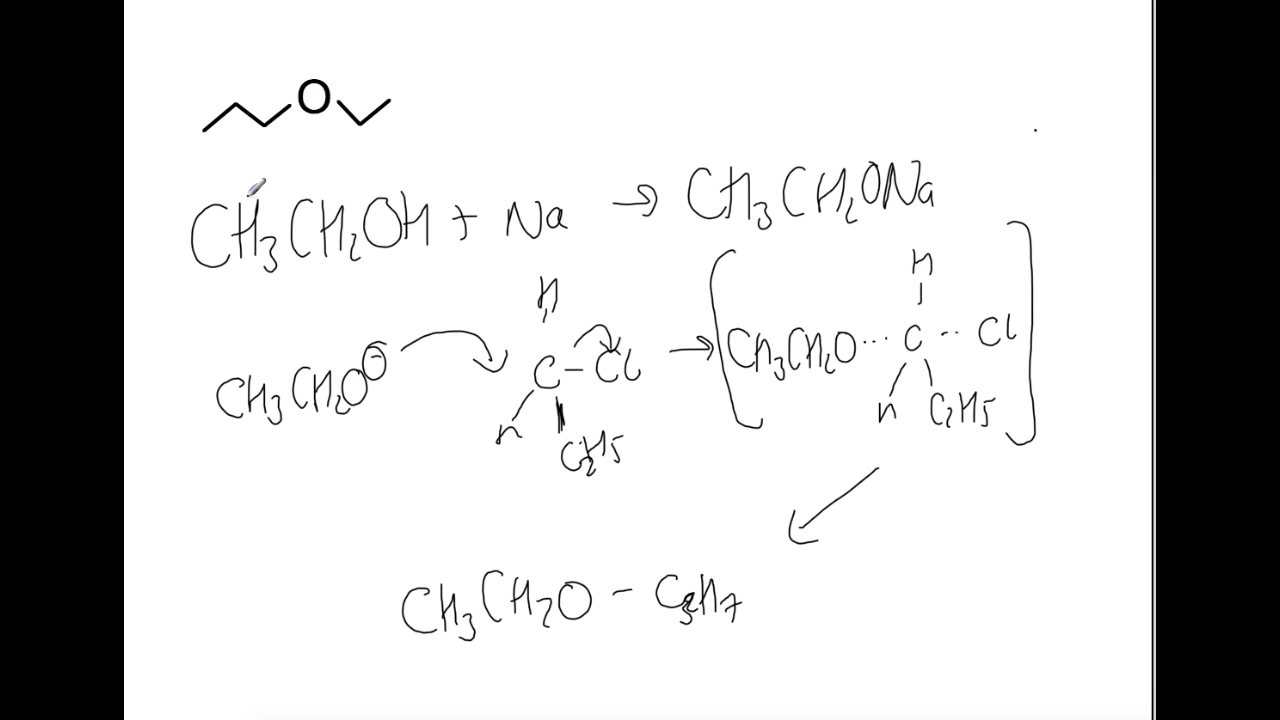 O
CH3CH2OH + Na → CH3CH2ONa
H H
CH3CH2O⊖ C – Cl → [CH3CH2O ··· C ··· Cl]
H C2H5 H C2H5
CH3CH2O – C3H7